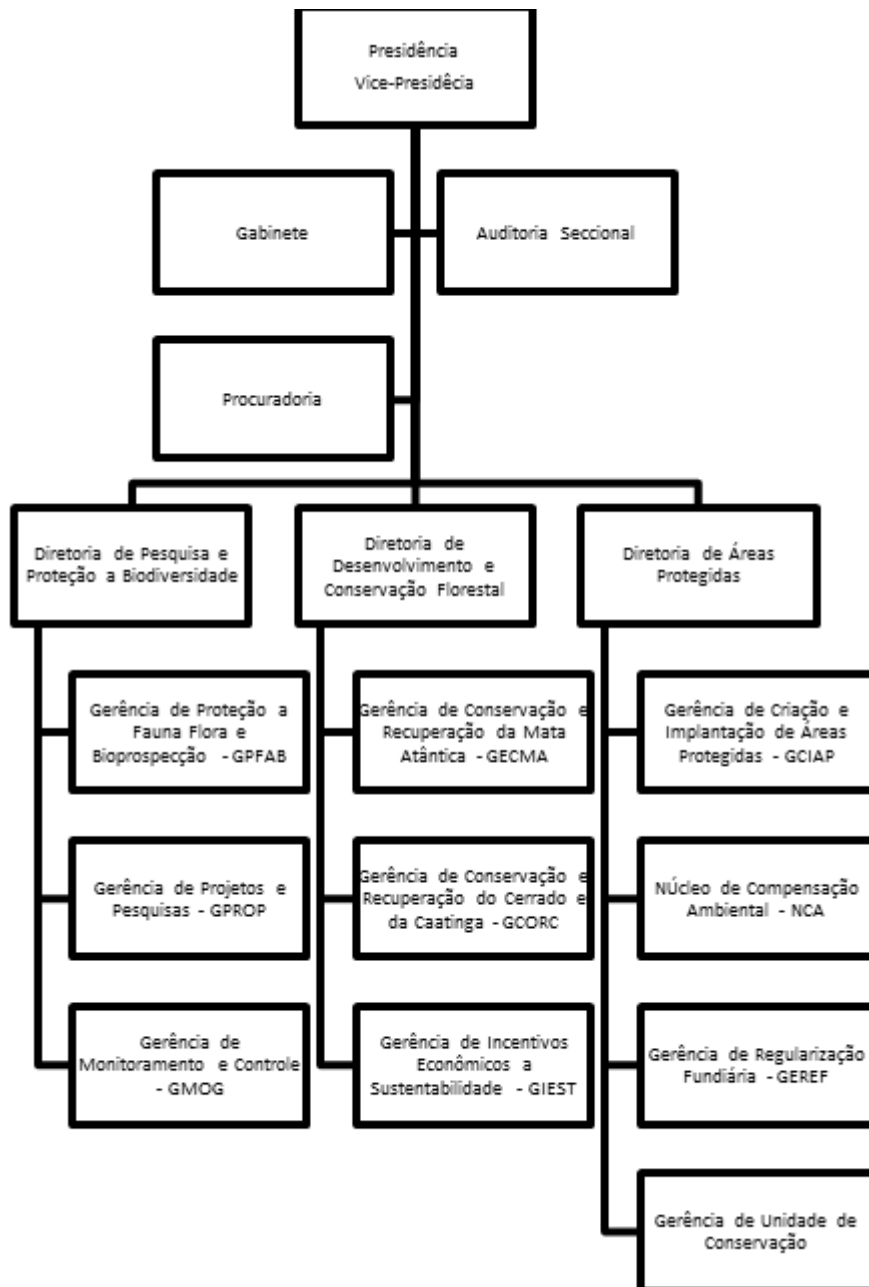 Presidência
Vice-Presidêcia
Gabinete
Auditoria Seccional
Procuradoria
Diretoria de Pesquisa e
Proteção a Biodiversidade
Diretoria de
Desenvolvimento e
Conservação Florestal
Diretoria de Áreas
Protegidas
Gerência de Proteção a
Fauna Flora e
Bioprospecção - GPFAB
Gerência de Conservação e
Recuperação da Mata
Atântica - GECMA
Gerência de Criação e
Implantação de Áreas
Protegidas - GCIAP
Gerência de Projetos e
Pesquisas - GPROP
Gerência de Conservação e
Recuperação do Cerrado e
da Caatinga - GCORC
Núcleo de Compensação
Ambiental - NCA
Gerência de
Monitoramento e Controle
- GMOG
Gerência de Incentivos
Econômicos a
Sustentabilidade - GIEST
Gerência de Regularização
Fundiária - GEREF
Gerência de Unidade de
Conservação